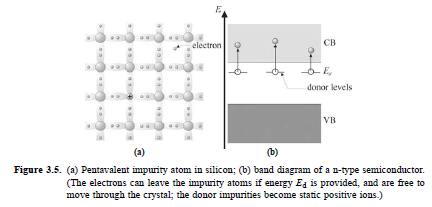 E
electron
CB
E_d
donor levels
VB
(a)
(b)
Figure 3.5. (a) Pentavalent impurity atom in silicon; (b) band diagram of a n-type semiconductor.
(The electrons can leave the impurity atoms if energy E_d is provided, and are free to
move through the crystal; the donor impurities become static positive ions.)